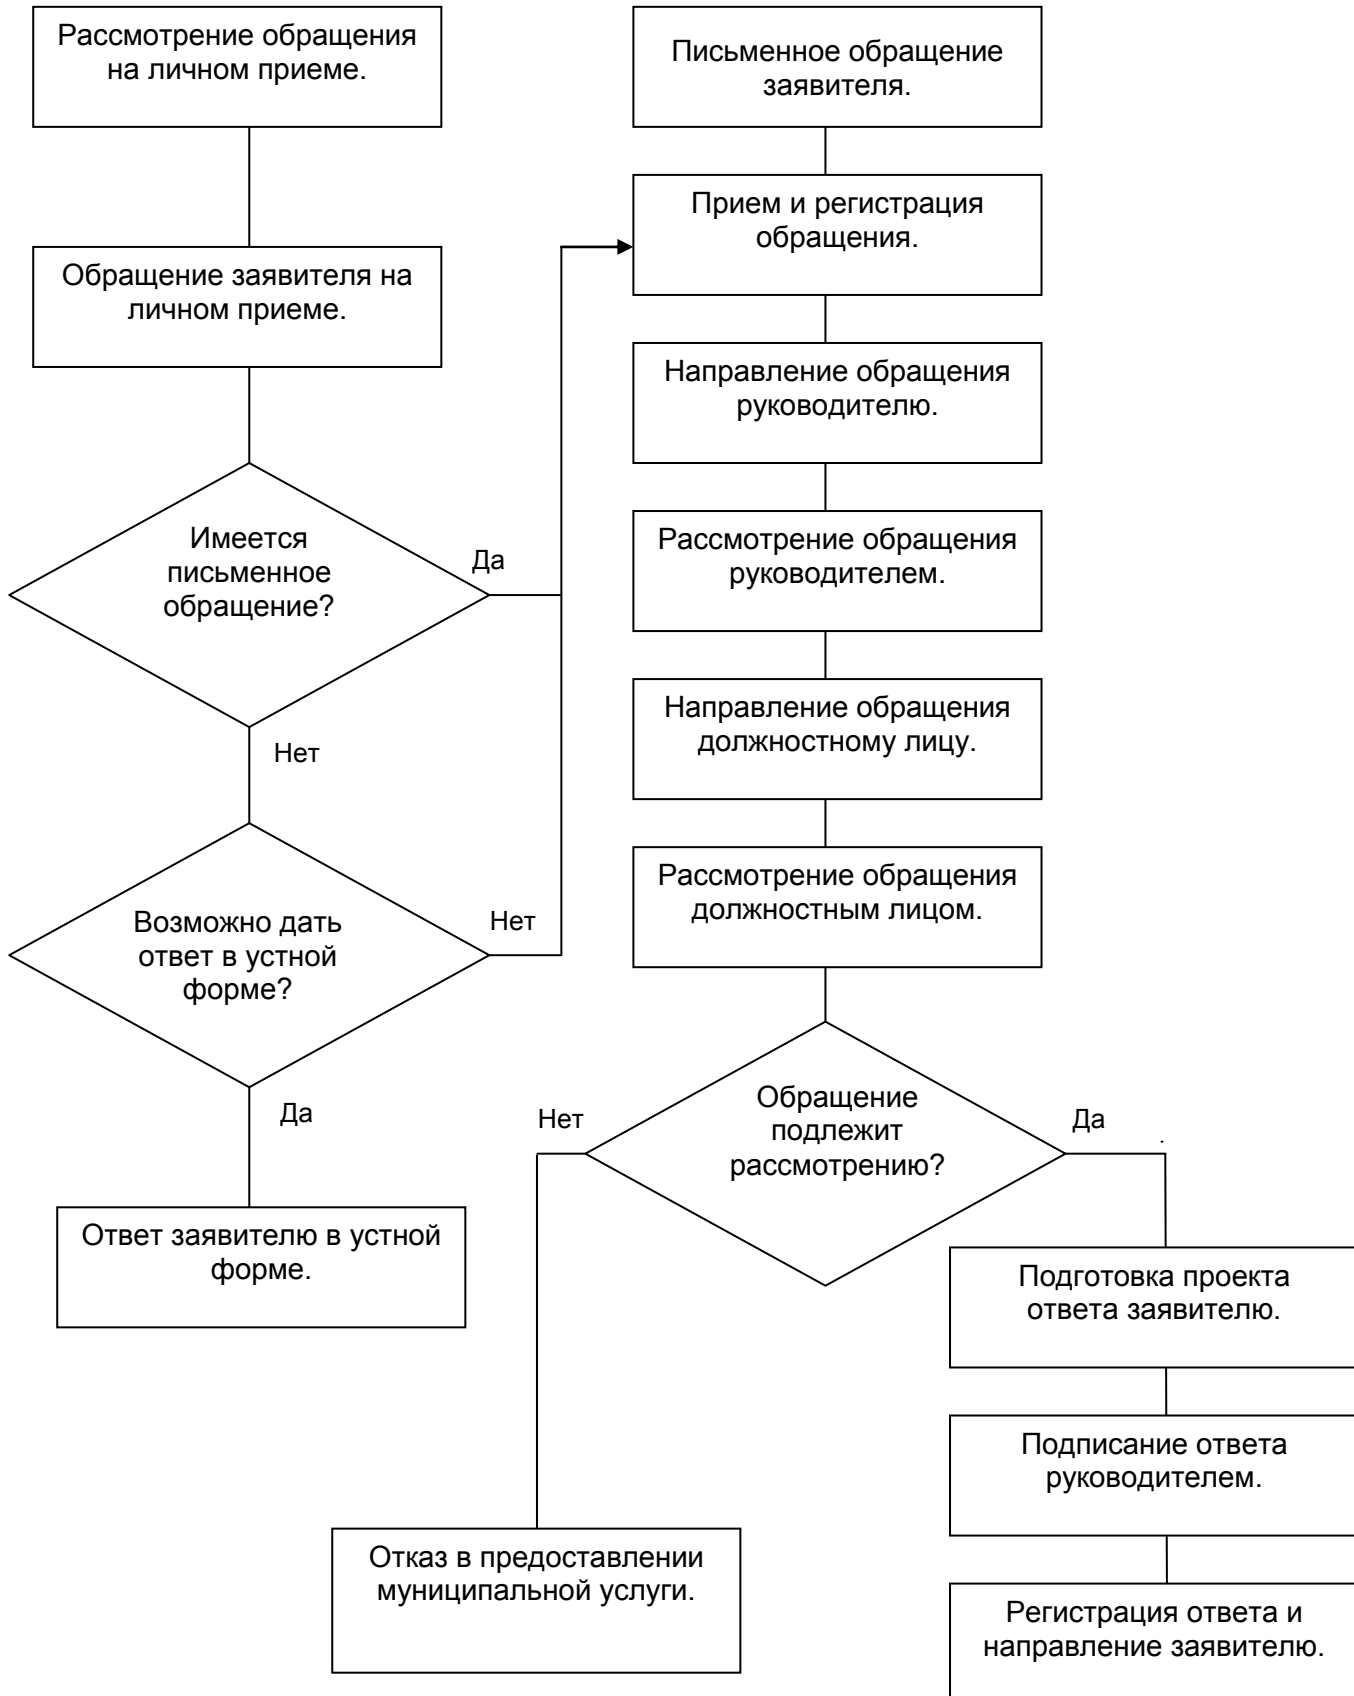 Рассмотрение обращения
на личном приеме.
Обращение заявителя на
личном приеме.
Имеется
письменное
обращение?
Да
Нет
Возможно дать
ответ в устной
форме?
Нет
Да
Ответ заявителю в устной
форме.
Письменное обращение
заявителя.
Прием и регистрация
обращения.
Направление обращения
руководителю.
Рассмотрение обращения
руководителем.
Направление обращения
должностному лицу.
Рассмотрение обращения
должностным лицом.
Обращение
подлежит
рассмотрению?
Нет
Да
.
Отказ в предоставлении
муниципальной услуги.
Подготовка проекта
ответа заявителю.
Подписание ответа
руководителем.
Регистрация ответа и
направление заявителю.